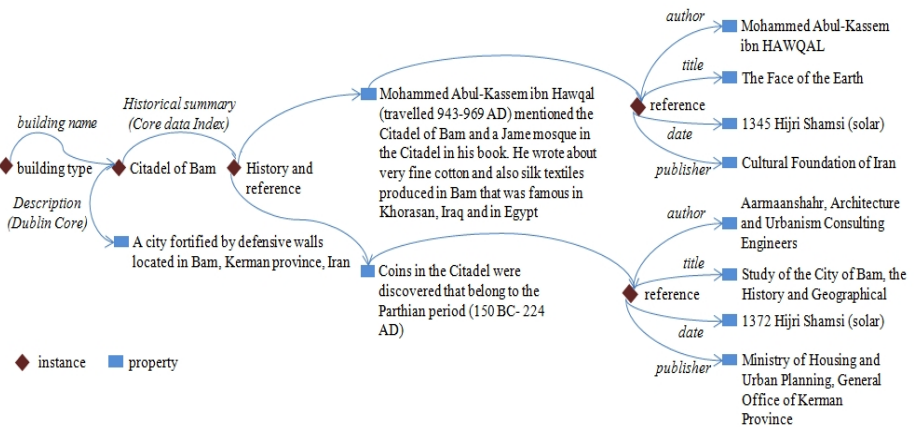 building name
building type
Historical summary
(Core data Index)
Citadel of Bam
Description
(Dublin Core)
A city fortified by defensive walls
located in Bam, Kerman province, Iran
History and
reference
Mohammed Abul-Kassem ibn Hawqal
(travelled 943-969 AD) mentioned the
Citadel of Bam and a Jame mosque in
the Citadel in his book. He wrote about
very fine cotton and also silk textiles
produced in Bam that was famous in
Khorasan, Iraq and in Egypt
reference
author
Mohammed Abul-Kassem
ibn HAWQAL
title
The Face of the Earth
date
1345 Hijri Shamsi (solar)
publisher
Cultural Foundation of Iran
Coins in the Citadel were
discovered that belong to the
Parthian period (150 BC- 224
AD)
reference
author
Aarmaanshahr, Architecture
and Urbanism Consulting
Engineers
title
Study of the City of Bam, the
History and Geographical
date
1372 Hijri Shamsi (solar)
publisher
Ministry of Housing and
Urban Planning, General
Office of Kerman
Province
instance
property